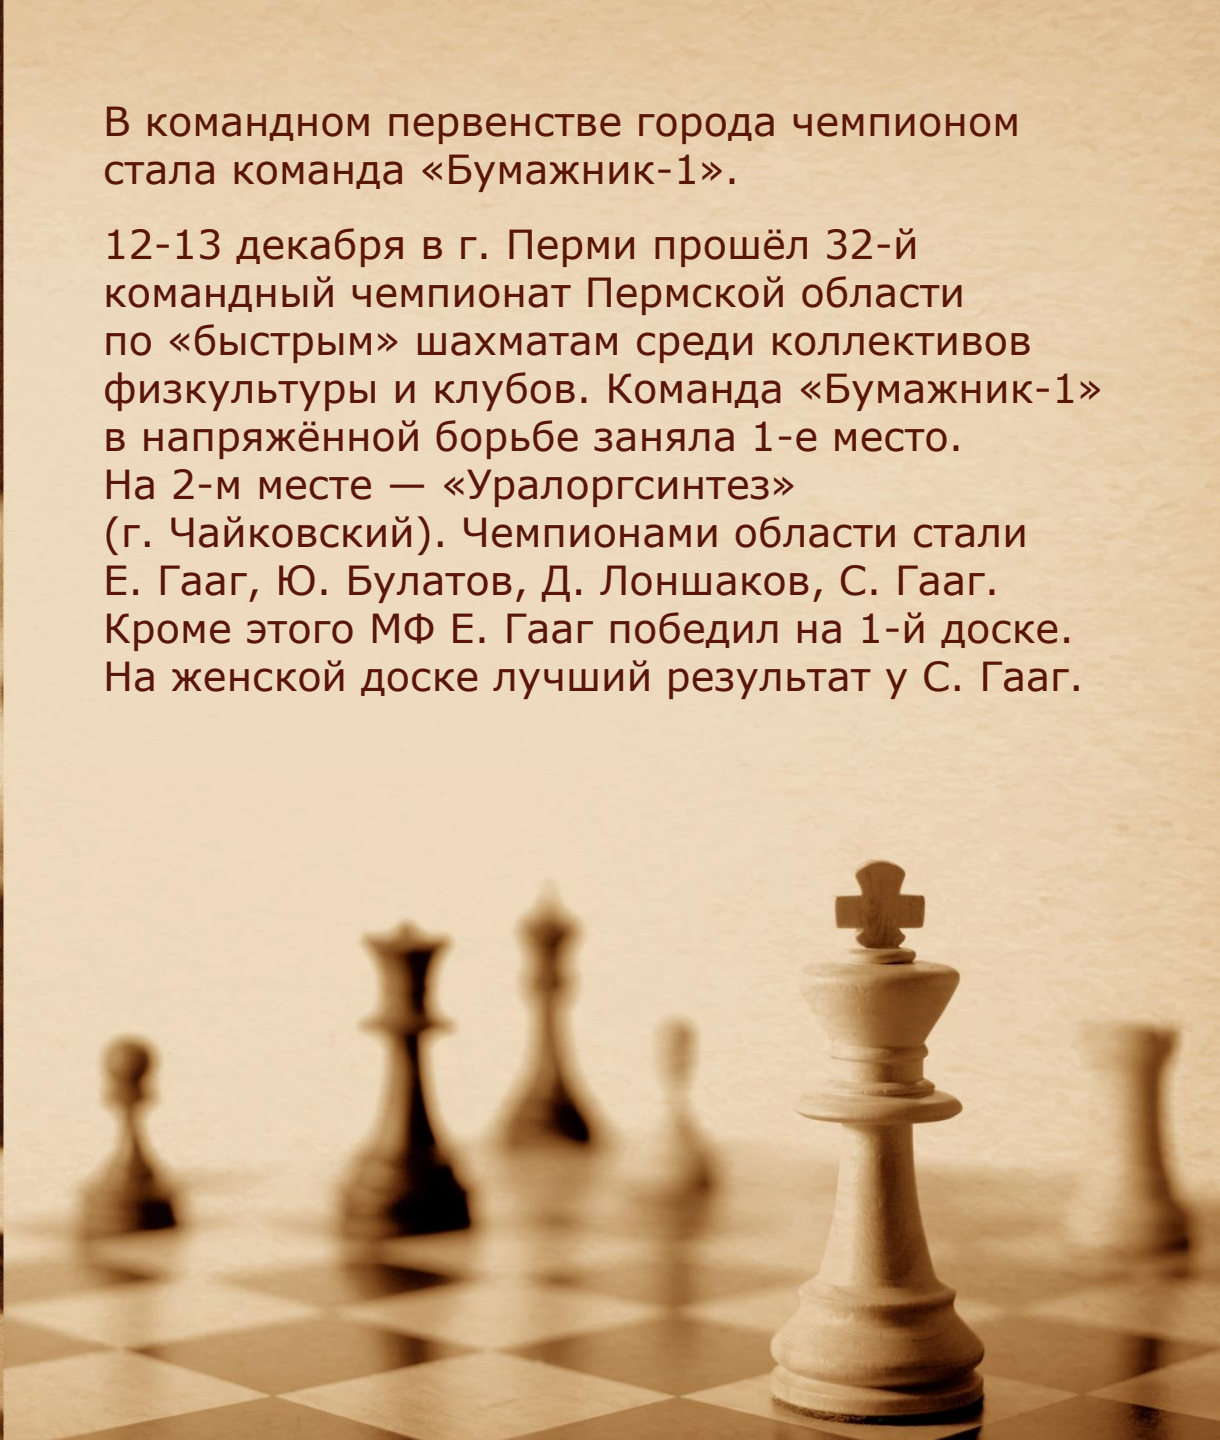 В командном первенстве города чемпионом
стала команда «Бумажник-1».
12-13 декабря в г. Перми прошёл 32-й
командный чемпионат Пермской области
по «быстрым» шахматам среди коллективов
физкультуры и клубов. Команда «Бумажник-1»
в напряжённой борьбе заняла 1-е место.
На 2-м месте — «Уралоргсинтез»
(г. Чайковский). Чемпионами области стали
Е. Гааг, Ю. Булатов, Д. Лоншаков, С. Гааг.
Кроме этого МФ Е. Гааг победил на 1-й доске.
На женской доске лучший результат у С. Гааг.